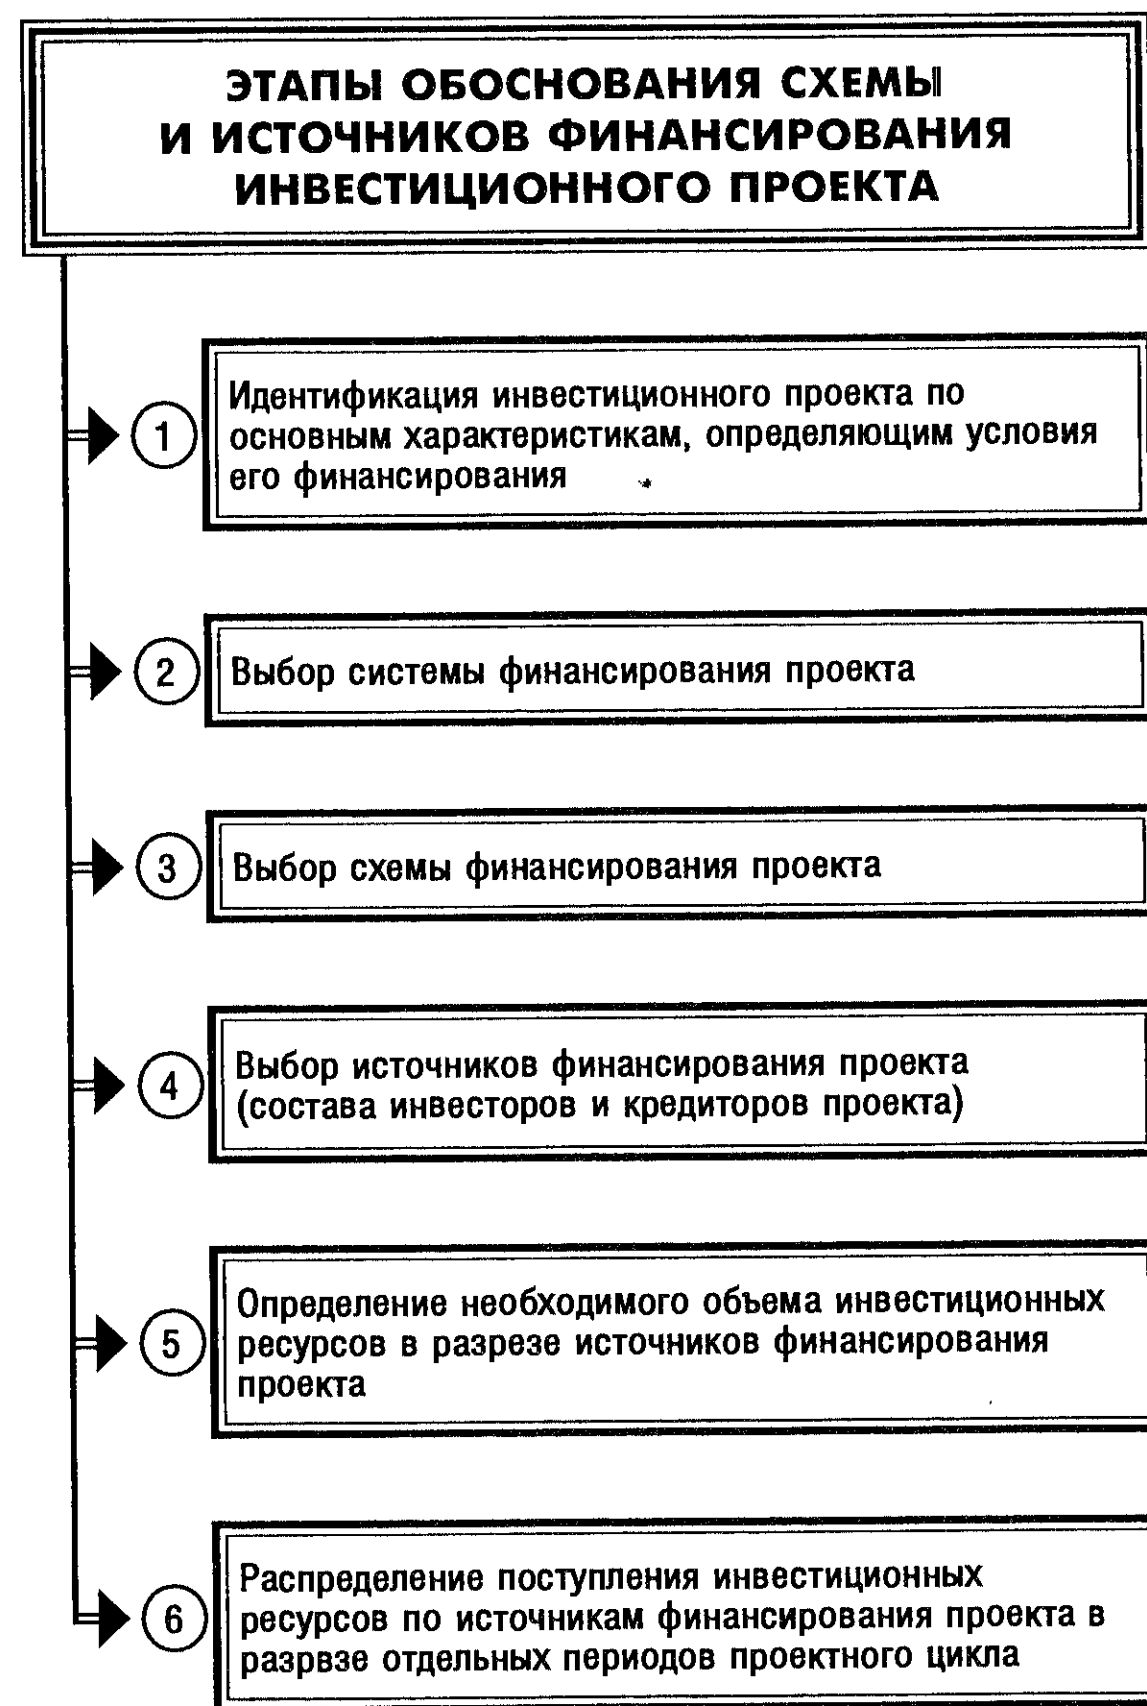 ЭТАПЫ ОБОСНОВАНИЯ СХЕМЫ
И ИСТОЧНИКОВ ФИНАНСИРОВАНИЯ
ИНВЕСТИЦИОННОГО ПРОЕКТА
1
Идентификация инвестиционного проекта по
основным характеристикам, определяющим условия
его финансирования
2
Выбор системы финансирования проекта
3
Выбор схемы финансирования проекта
4
Выбор источников финансирования проекта
(состава инвесторов и кредиторов проекта)
5
Определение необходимого объема инвестиционных
ресурсов в разрезе источников финансирования
проекта
6
Распределение поступления инвестиционных
ресурсов по источникам финансирования проекта в
разрвзе отдельных периодов проектного цикла